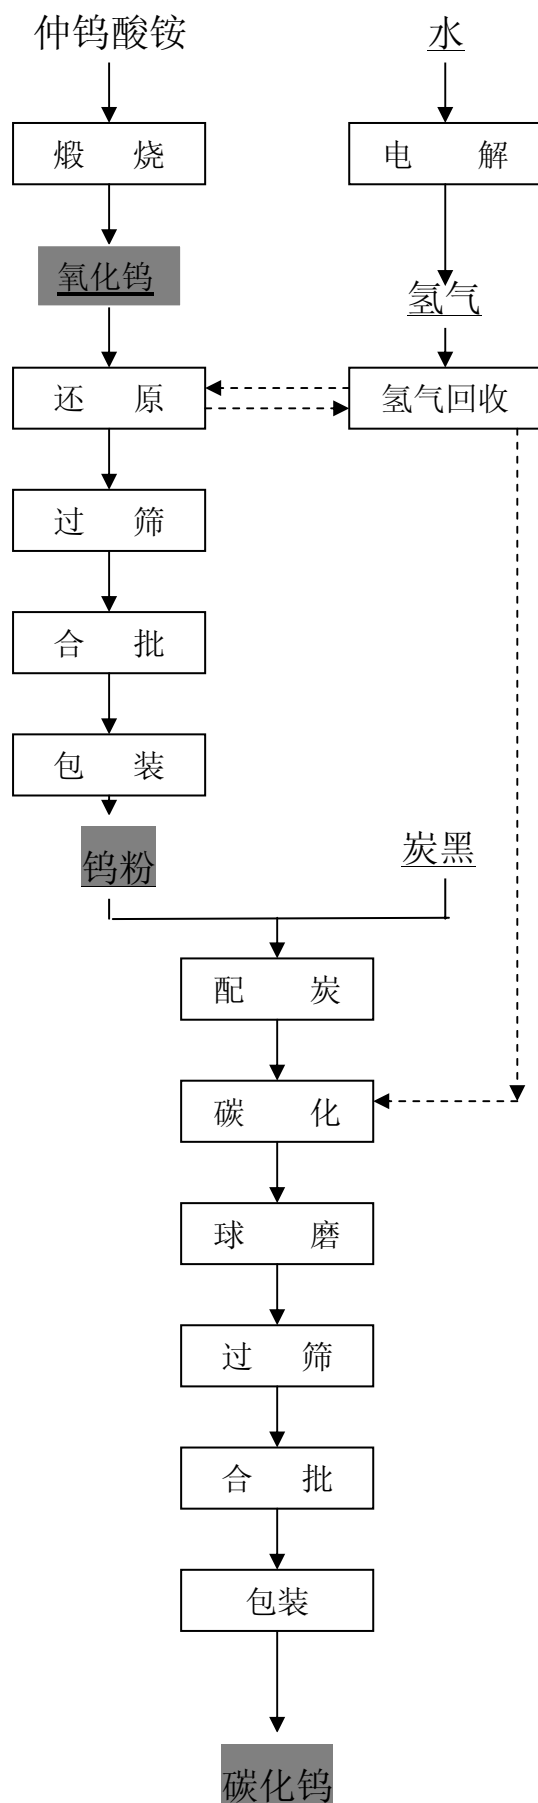 仲钨酸铵
水
煅 烧
电 解
氧化钨
氢气
还 原
氢气回收
过 筛
合 批
包 装
钨粉
炭黑
配 炭
碳 化
球 磨
过 筛
合 批
包装
碳化钨